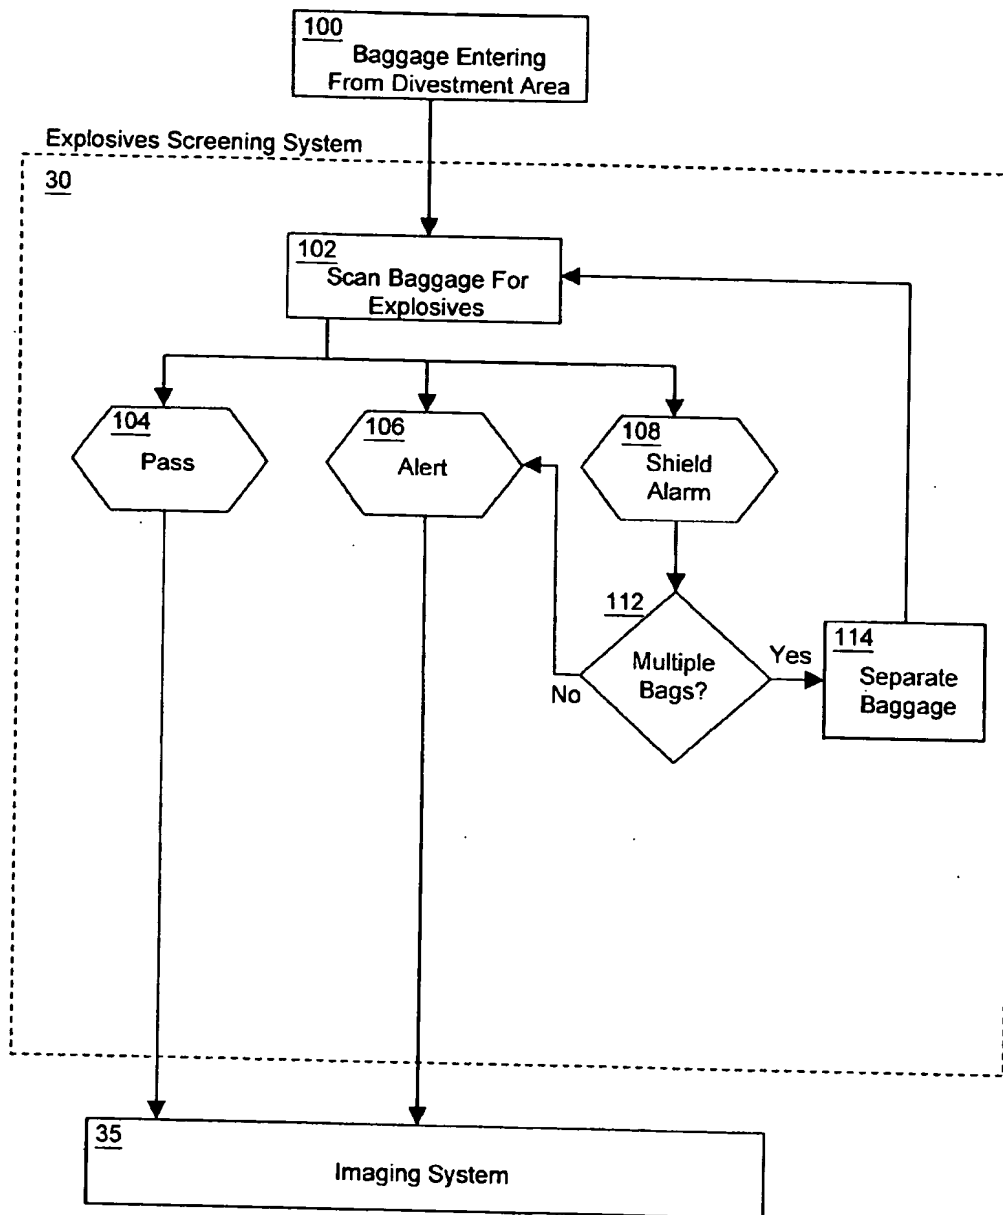 100
Baggage Entering
From Divestment Area
Explosives Screening System
30
102
Scan Baggage For
Explosives
104
Pass
106
Alert
108
Shield
Alarm
112
Multiple
Bags?
Yes
No
114
Separate
Baggage
35
Imaging System